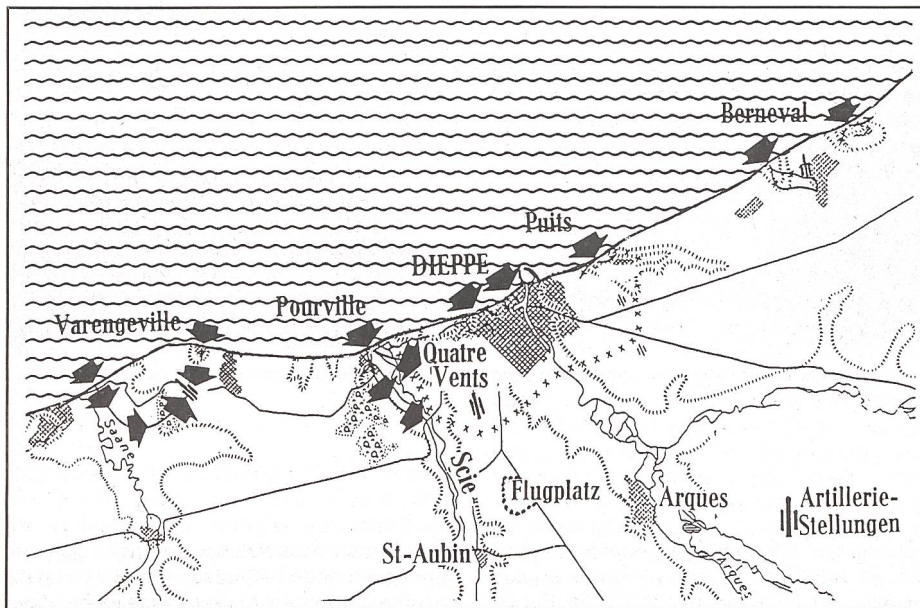 Berneval
Puits
DIEPPE
Pourville
Varengeville
Quatre
Vents
Saane
Scie
Flugplatz
Arques
Artillerie-
Stellungen
St-Aubin
Arques